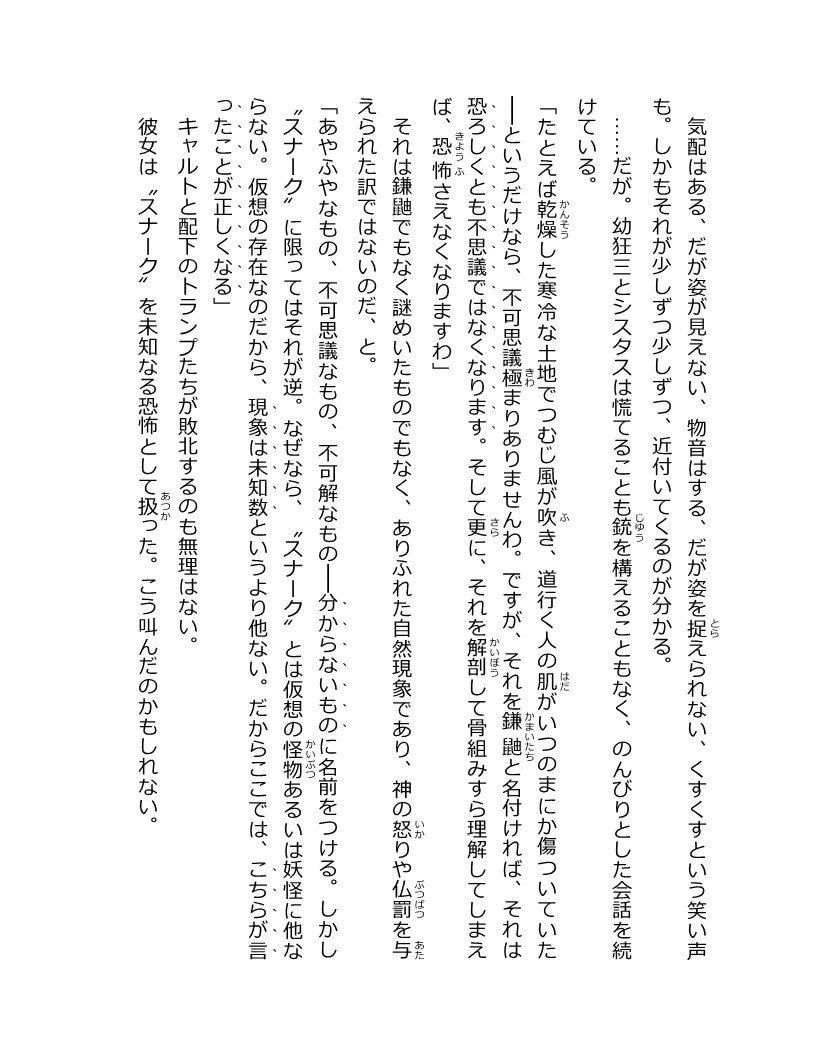 気配はある、だが姿が見えない、物音はする、だが姿を捉えられない、くすくすという笑い声
も。しかもそれが少しずつ少しずつ、近付いてくるのが分かる。
……だが。幼狂三とシスタスは慌てることも銃を構えることもなく、のんびりとした会話を続
けている。
「たとえば乾燥した寒冷な土地でつむじ風が吹き、道行く人の肌がいつのまにか傷ついていた
――というだけなら、不可思議極まりありませんわ。ですが、それを鎌鼬と名付ければ、それは
恐ろしくとも不思議ではなくなります。そして更に、それを解剖して骨組みすら理解してしまえ
ば、恐怖さえなくなりますわ」
それは鎌鼬でもなく謎めいたものでもなく、ありふれた自然現象であり、神の怒りや仏罰を与
えられた訳ではないのだ、と。
「あやふやなもの、不可思議なもの、不可解なもの――分からないものに名前をつける。しかし
〝スナーク〟に限ってはそれが逆。なぜなら、〝スナーク〟とは仮想の怪物あるいは妖怪に他な
らない。仮想の存在なのだから、現象は未知数というより他ない。だからここでは、こちらが言
ったことが正しくなる」
キャルトと配下のトランプたちが敗北するのも無理はない。
彼女は〝スナーク〟を未知なる恐怖として扱った。こう叫んだのかもしれない。